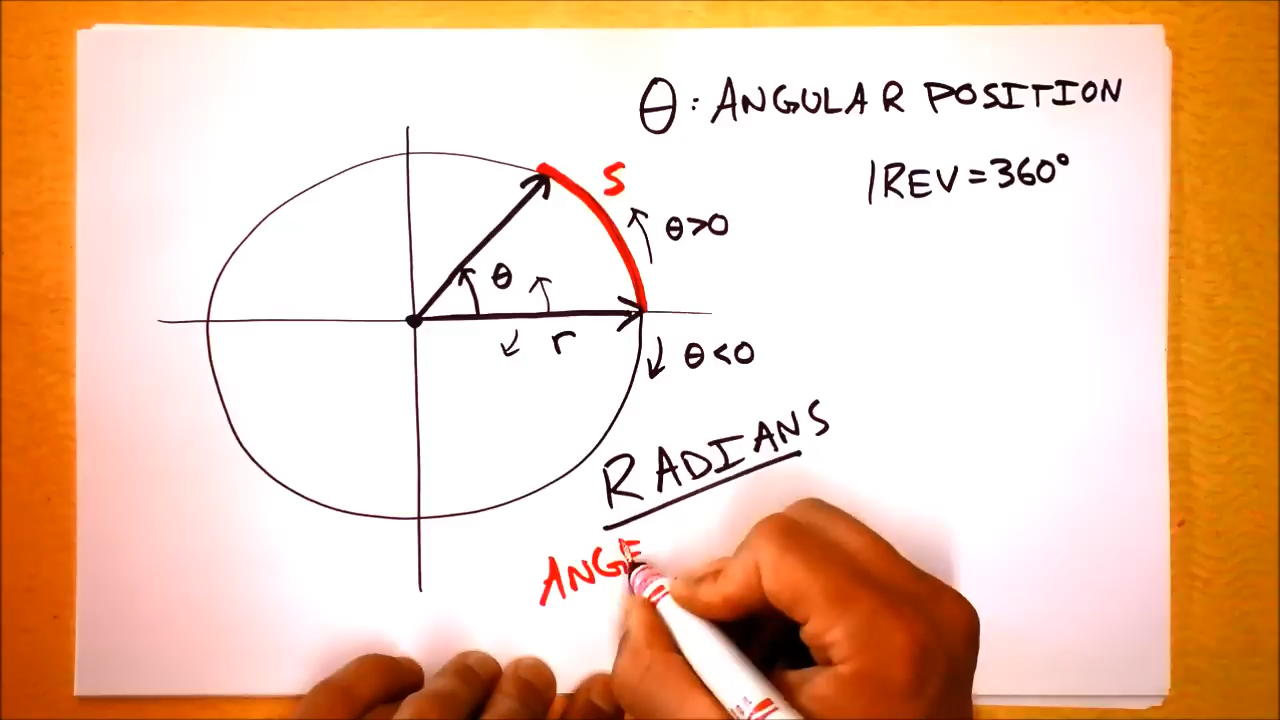 θ: ANGULAR POSITION
1REV=360°
S
θ>0
θ
r
θ<0
RADIANS